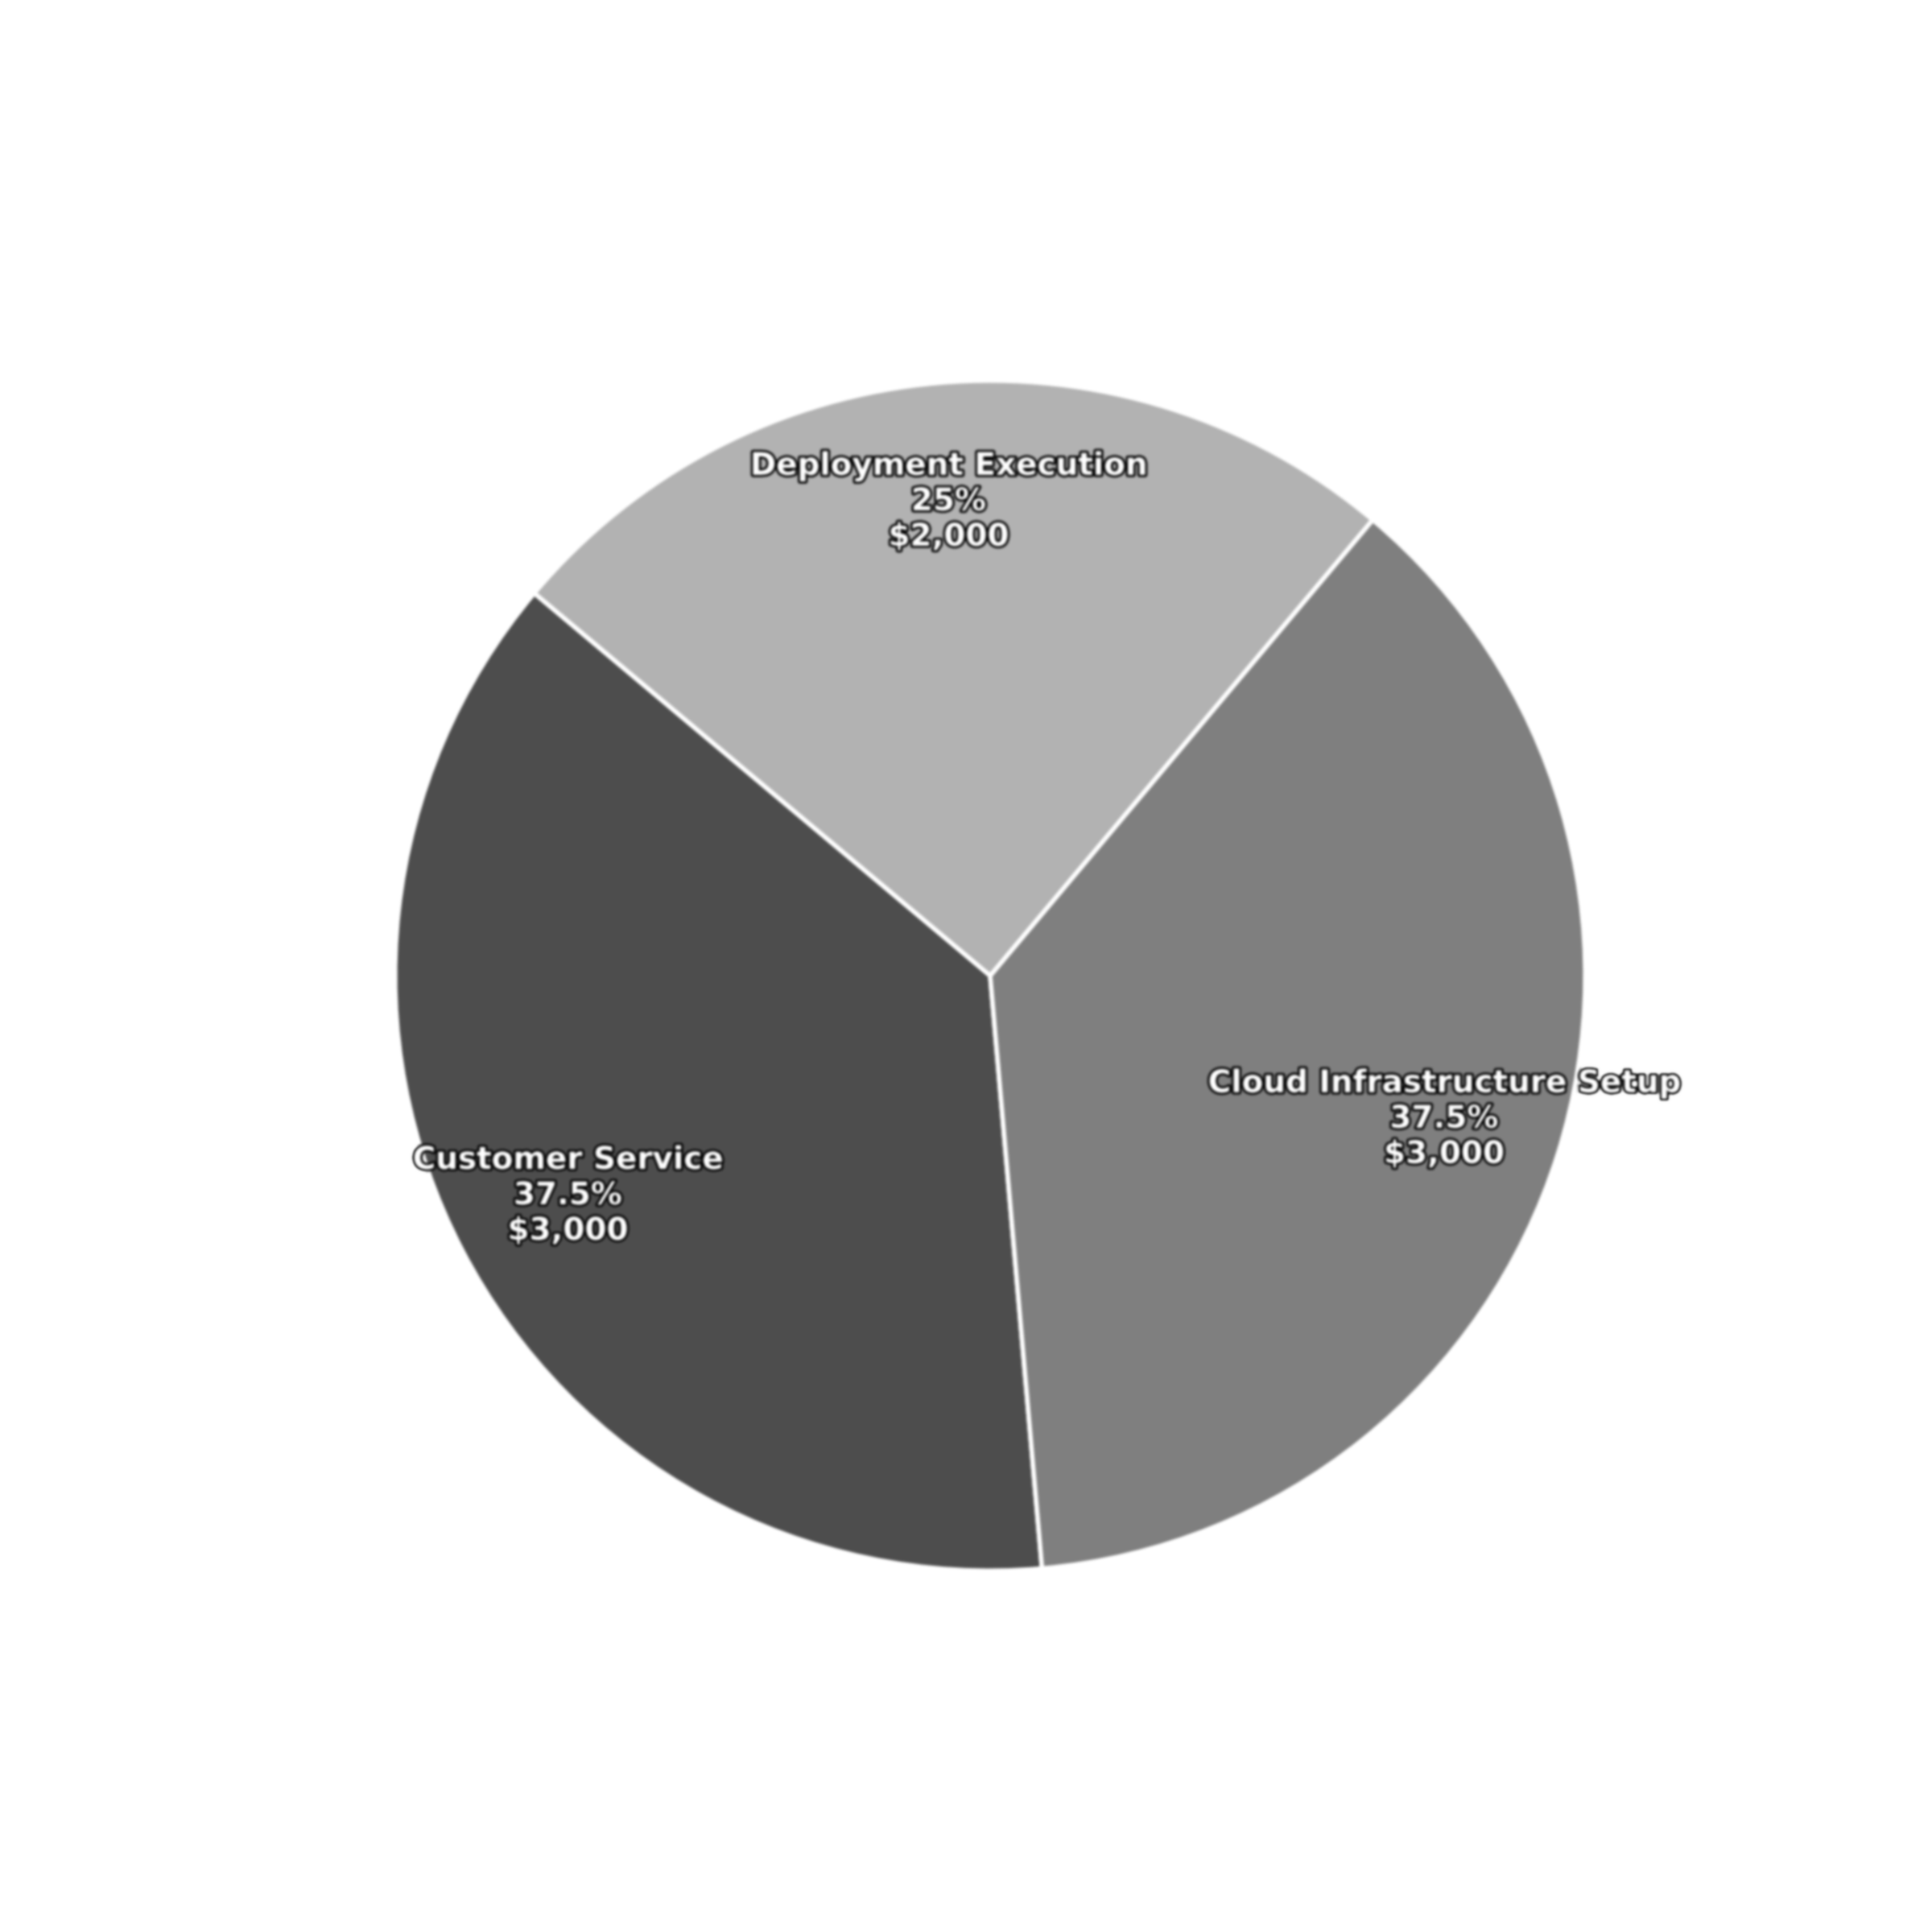 Deployment Execution
25%
$2,000
Cloud Infrastructure Setup
37.5%
$3,000
Customer Service
37.5%
$3,000